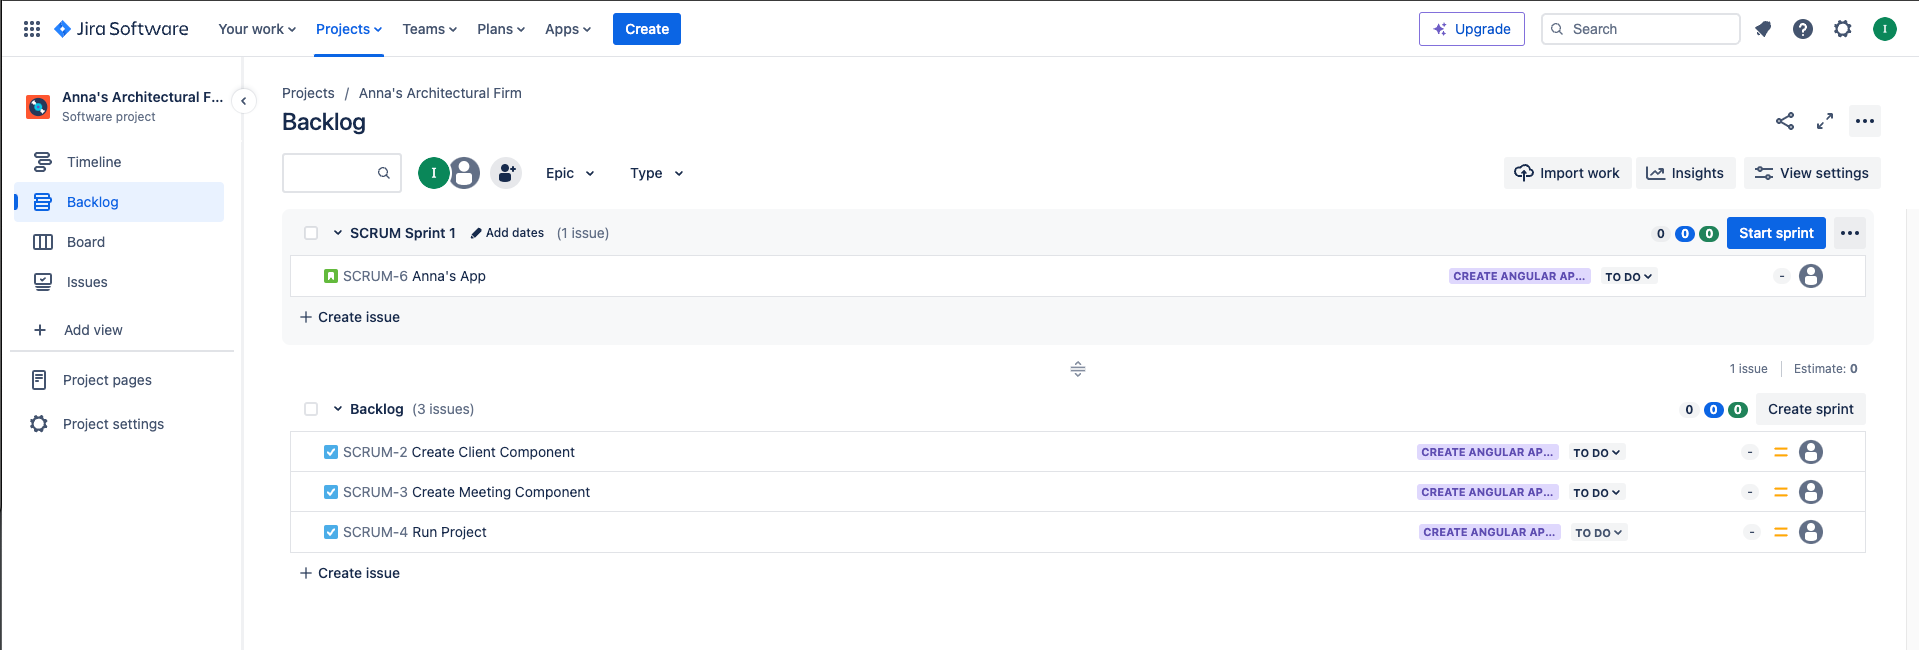 Jira Software Your work Projects Teams Plans Apps Create Upgrade Search I
Anna's Architectural F...
Software project
Timeline
Backlog
Board
Issues
Add view
Project pages
Project settings
Projects / Anna's Architectural Firm
Backlog
I Epic Type Import work Insights View settings
SCRUM Sprint 1 Add dates (1 issue) 0 0 0 Start sprint
SCRUM-6 Anna's App CREATE ANGULAR AP... TO DO -
+ Create issue
1 issue Estimate: 0
Backlog (3 issues) 0 0 0 Create sprint
SCRUM-2 Create Client Component CREATE ANGULAR AP... TO DO -
SCRUM-3 Create Meeting Component CREATE ANGULAR AP... TO DO -
SCRUM-4 Run Project CREATE ANGULAR AP... TO DO -
+ Create issue